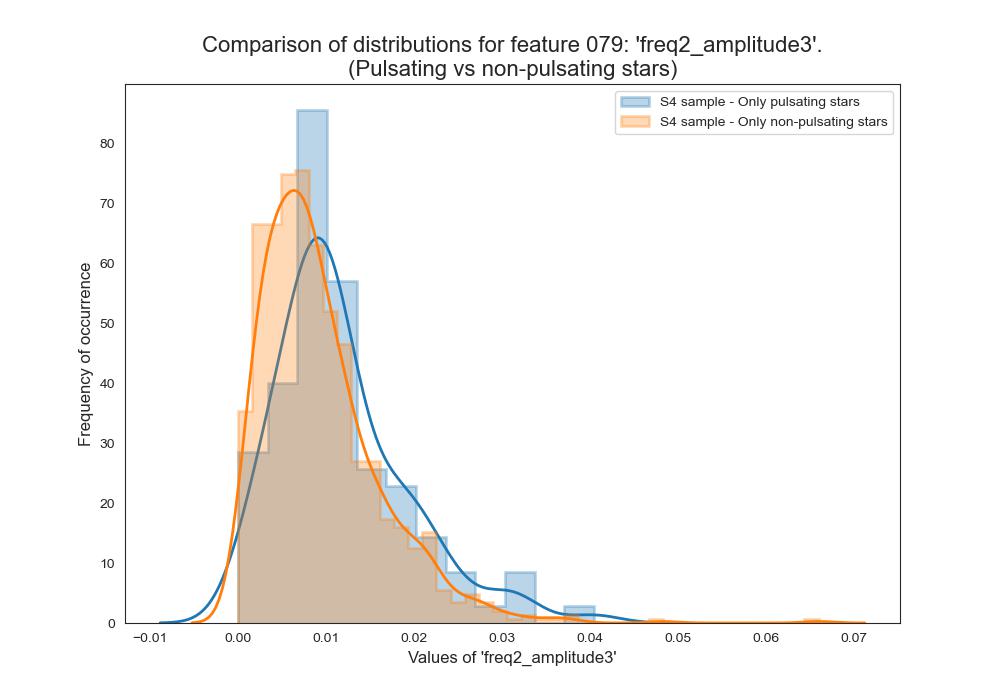 Comparison of distributions for feature 079: 'freq2_amplitude3'.
(Pulsating vs non-pulsating stars)
S4 sample - Only pulsating stars
S4 sample - Only non-pulsating stars
Frequency of occurrence
80
70
60
50
40
30
20
10
0
−0.01 0.00 0.01 0.02 0.03 0.04 0.05 0.06 0.07
Values of 'freq2_amplitude3'